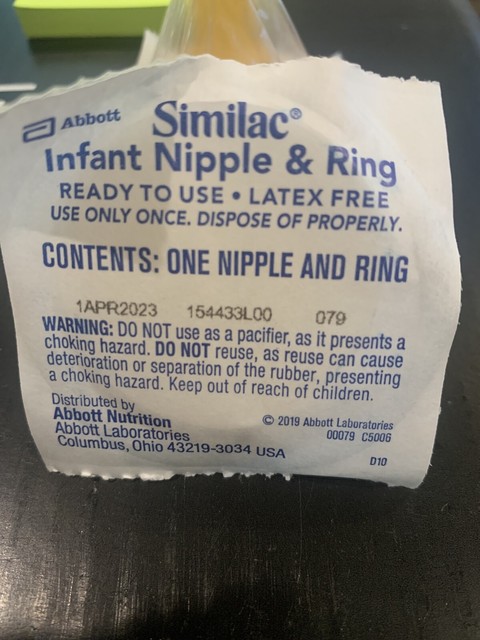 Abbott Similac®
Infant Nipple & Ring
READY TO USE • LATEX FREE
USE ONLY ONCE. DISPOSE OF PROPERLY.
CONTENTS: ONE NIPPLE AND RING
1APR2023 154433L00 079
WARNING: DO NOT use as a pacifier, as it presents a
choking hazard. DO NOT reuse, as reuse can cause
deterioration or separation of the rubber, presenting
a choking hazard. Keep out of reach of children.
Distributed by
Abbott Nutrition
Abbott Laboratories
Columbus, Ohio 43219-3034 USA
© 2019 Abbott Laboratories
00079 C5006
D10